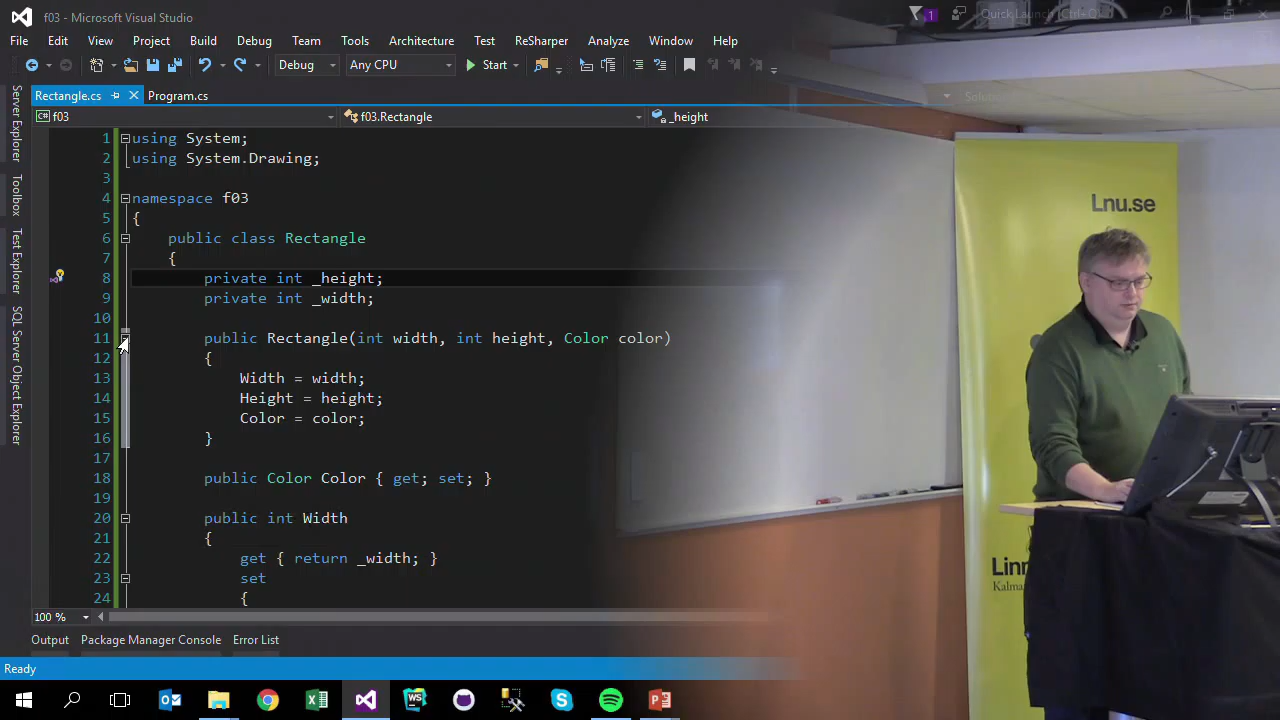 f03 - Microsoft Visual Studio
1
Quick Launch (Ctrl+Q)
File Edit View Project Build Debug Team Tools Architecture Test ReSharper Analyze Window Help
Debug Any CPU Start
Rectangle.cs Program.cs
f03 f03.Rectangle _height
Server Explorer
Toolbox
Test Explorer
SQL Server Object Explorer
1 using System;
2 using System.Drawing;
3
4 namespace f03
5 {
6 public class Rectangle
7 {
8 private int _height;
9 private int _width;
10
11 public Rectangle(int width, int height, Color color)
12 {
13 Width = width;
14 Height = height;
15 Color = color;
16 }
17
18 public Color Color { get; set; }
19
20 public int Width
21 {
22 get { return _width; }
23 set
24 {
100 %
Output Package Manager Console Error List
Ready
Lnu.se
Linn
Kalma